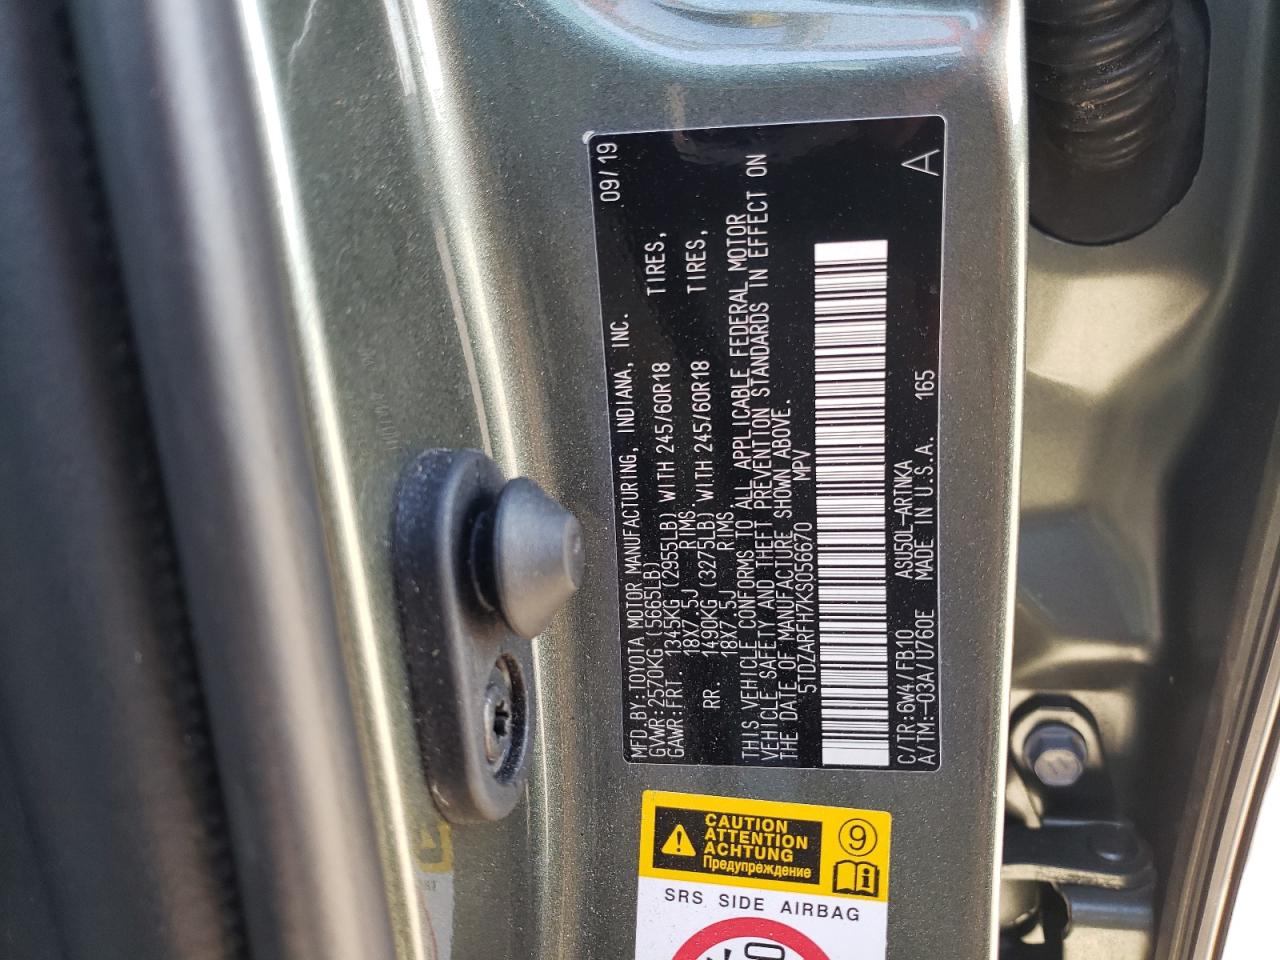 MFD.BY:TOYOTA MOTOR MANUFACTURING, INDIANA, INC. 09/19
GVWR:2570KG (5665LB)
GAWR:FRT. 1345KG (2955LB) WITH 245/60R18 TIRES,
18X7.5J RIMS.
RR. 1490KG (3275LB) WITH 245/60R18 TIRES,
18X7.5J RIMS.
THIS VEHICLE CONFORMS TO ALL APPLICABLE FEDERAL MOTOR
VEHICLE SAFETY AND THEFT PREVENTION STANDARDS IN EFFECT ON
THE DATE OF MANUFACTURE SHOWN ABOVE.
5TDZARFH7KS056670 MPV
C/TR:6W4/FB10 ASU50L-ARTNKA
A/TM:-03A/U760E MADE IN U.S.A. 165 A
CAUTION
ATTENTION
ACHTUNG
Предупреждение
9
SRS SIDE AIRBAG